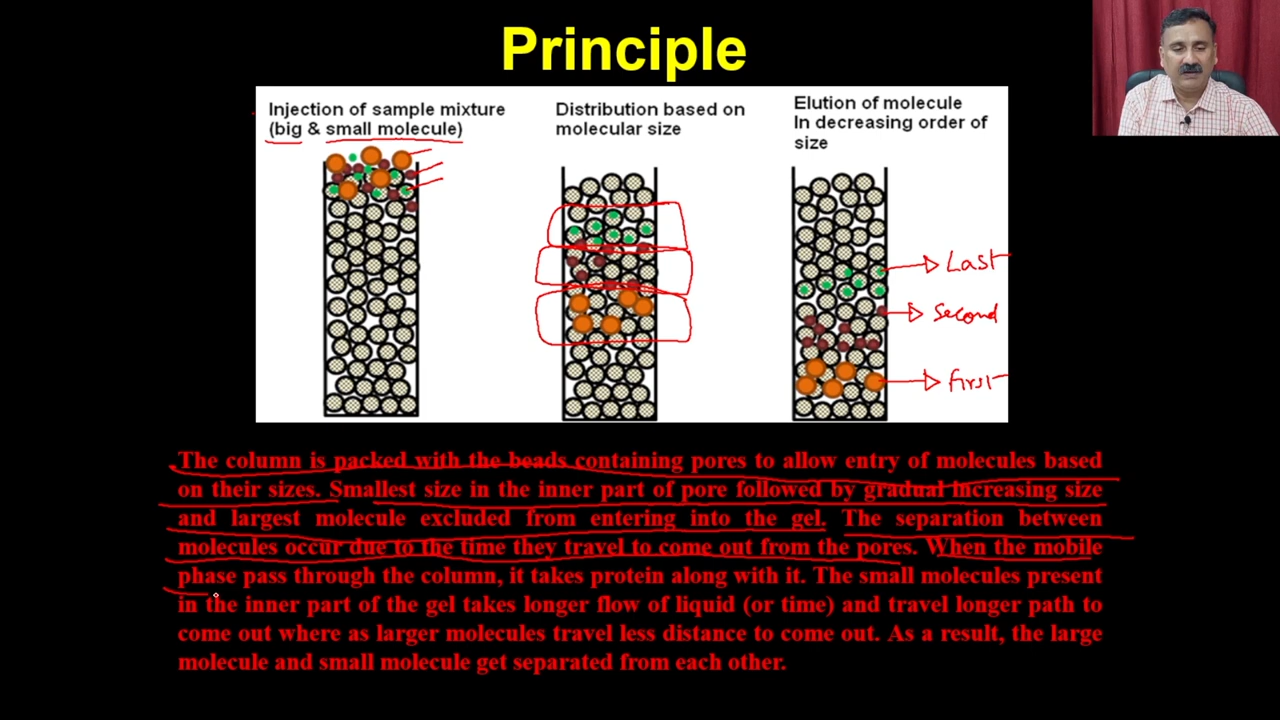 Principle
Injection of sample mixture
(big & small molecule)
Distribution based on
molecular size
Elution of molecule
In decreasing order of
size
Last
Second
First
The column is packed with the beads containing pores to allow entry of molecules based
on their sizes. Smallest size in the inner part of pore followed by gradual increasing size
and largest molecule excluded from entering into the gel. The separation between
molecules occur due to the time they travel to come out from the pores. When the mobile
phase pass through the column, it takes protein along with it. The small molecules present
in the inner part of the gel takes longer flow of liquid (or time) and travel longer path to
come out where as larger molecules travel less distance to come out. As a result, the large
molecule and small molecule get separated from each other.